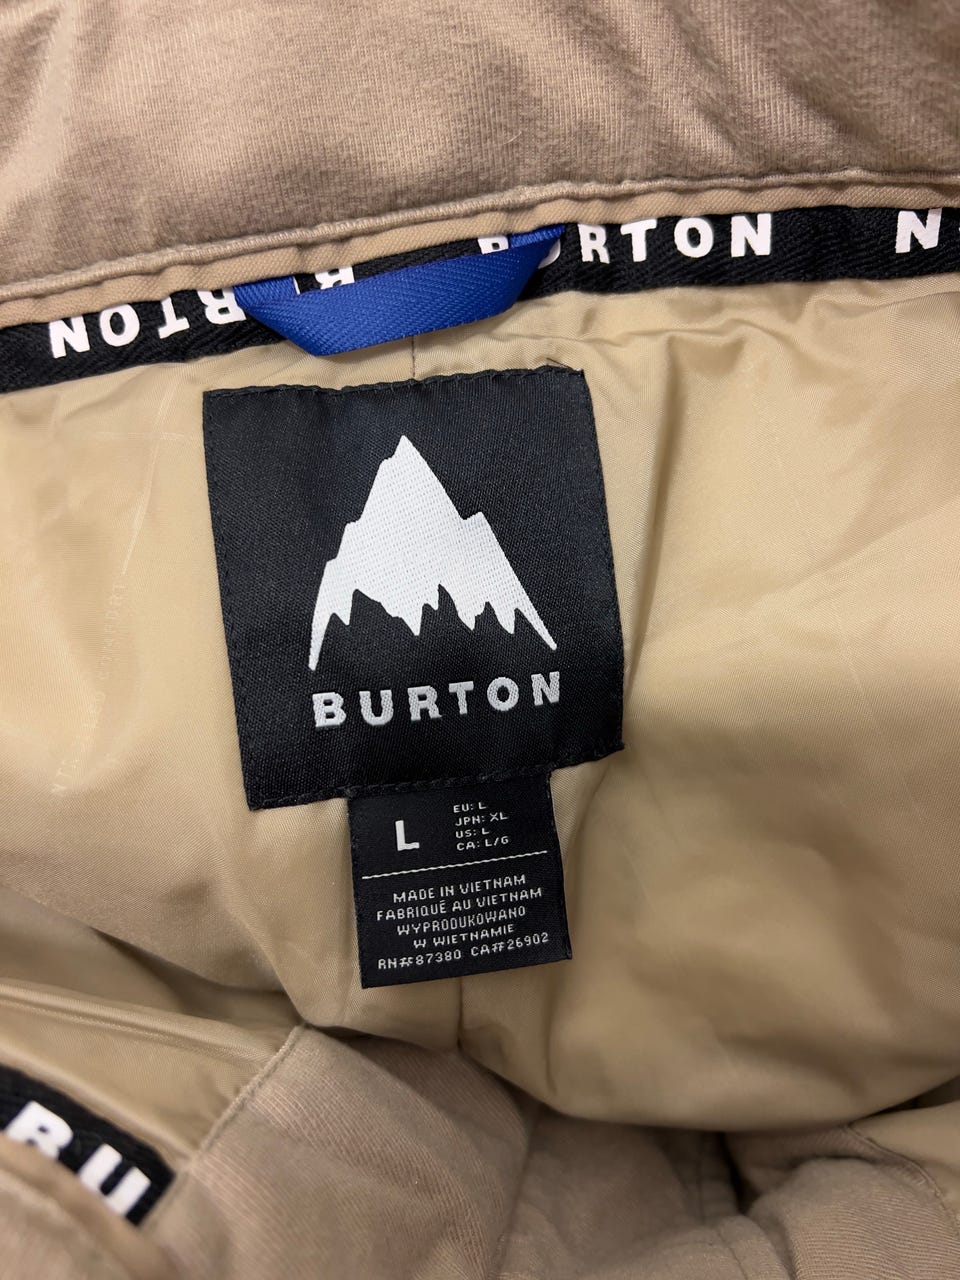 BURTON
N
BURTON
BURTON
L
EU: L
JPN: XL
US: L
CA: L/G
MADE IN VIETNAM
FABRIQUÉ AU VIETNAM
WYPRODUKOWANO
W WIETNAMIE
RN#87380 CA#26902
BU